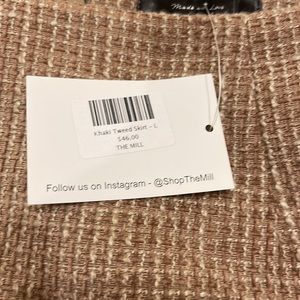 Made in Love
Khaki Tweed Skirt - L
$46.00
THE MILL
Follow us on Instagram - @ShopTheMill